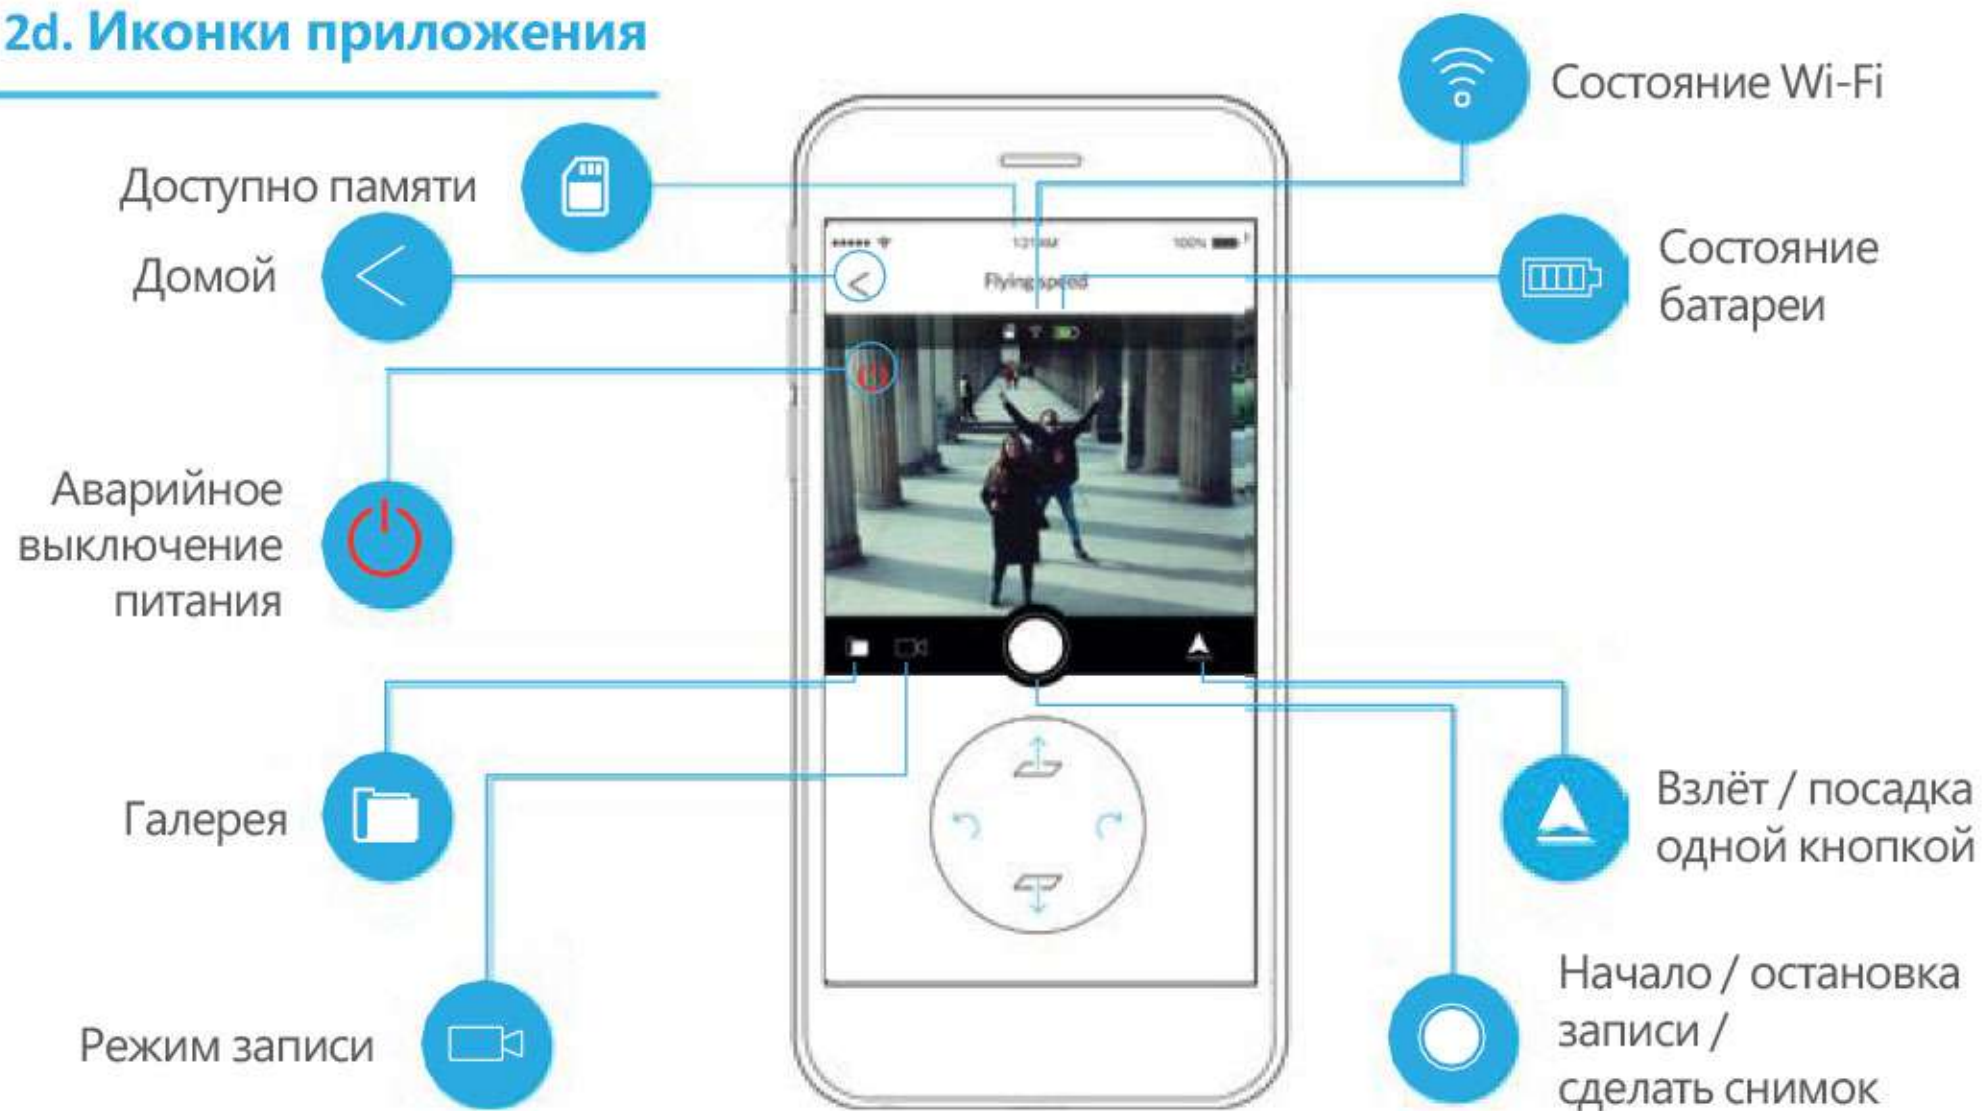 2d. Иконки приложения
Состояние Wi-Fi
Доступно памяти
Домой
Состояние
батареи
100%
Flying speed
Аварийное
выключение
питания
Галерея
Взлёт / посадка
одной кнопкой
Режим записи
Начало / остановка
записи /
сделать снимок